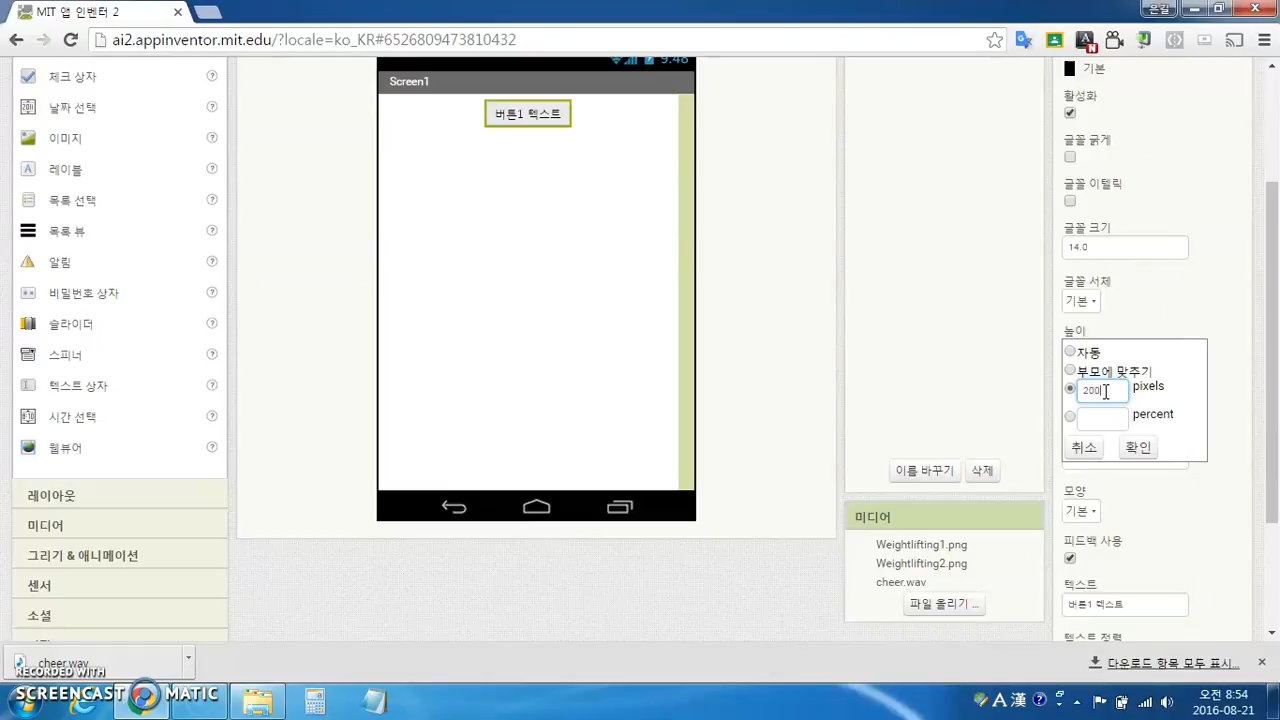 MIT 앱 인벤터 2
은길
ai2.appinventor.mit.edu/?locale=ko_KR#6526809473810432
체크 상자
날짜 선택
이미지
레이블
목록 선택
목록 뷰
알림
비밀번호 상자
슬라이더
스피너
텍스트 상자
시간 선택
웹뷰어
레이아웃
미디어
그리기 & 애니메이션
센서
소셜
9:48
Screen1
버튼1 텍스트
이름 바꾸기
삭제
미디어
Weightlifting1.png
Weightlifting2.png
cheer.wav
파일 올리기 ...
기본
활성화
글꼴 굵게
글꼴 이텔릭
글꼴 크기
14.0
글꼴 서체
기본
높이
자동
부모에 맞추기
200 pixels
percent
취소
확인
모양
기본
피드백 사용
텍스트
버튼1 텍스트
텍스트 정렬
cheer.wav
다운로드 항목 모두 표시...
RECORDED WITH
SCREENCAST MATIC
A 漢
오전 8:54
2016-08-21